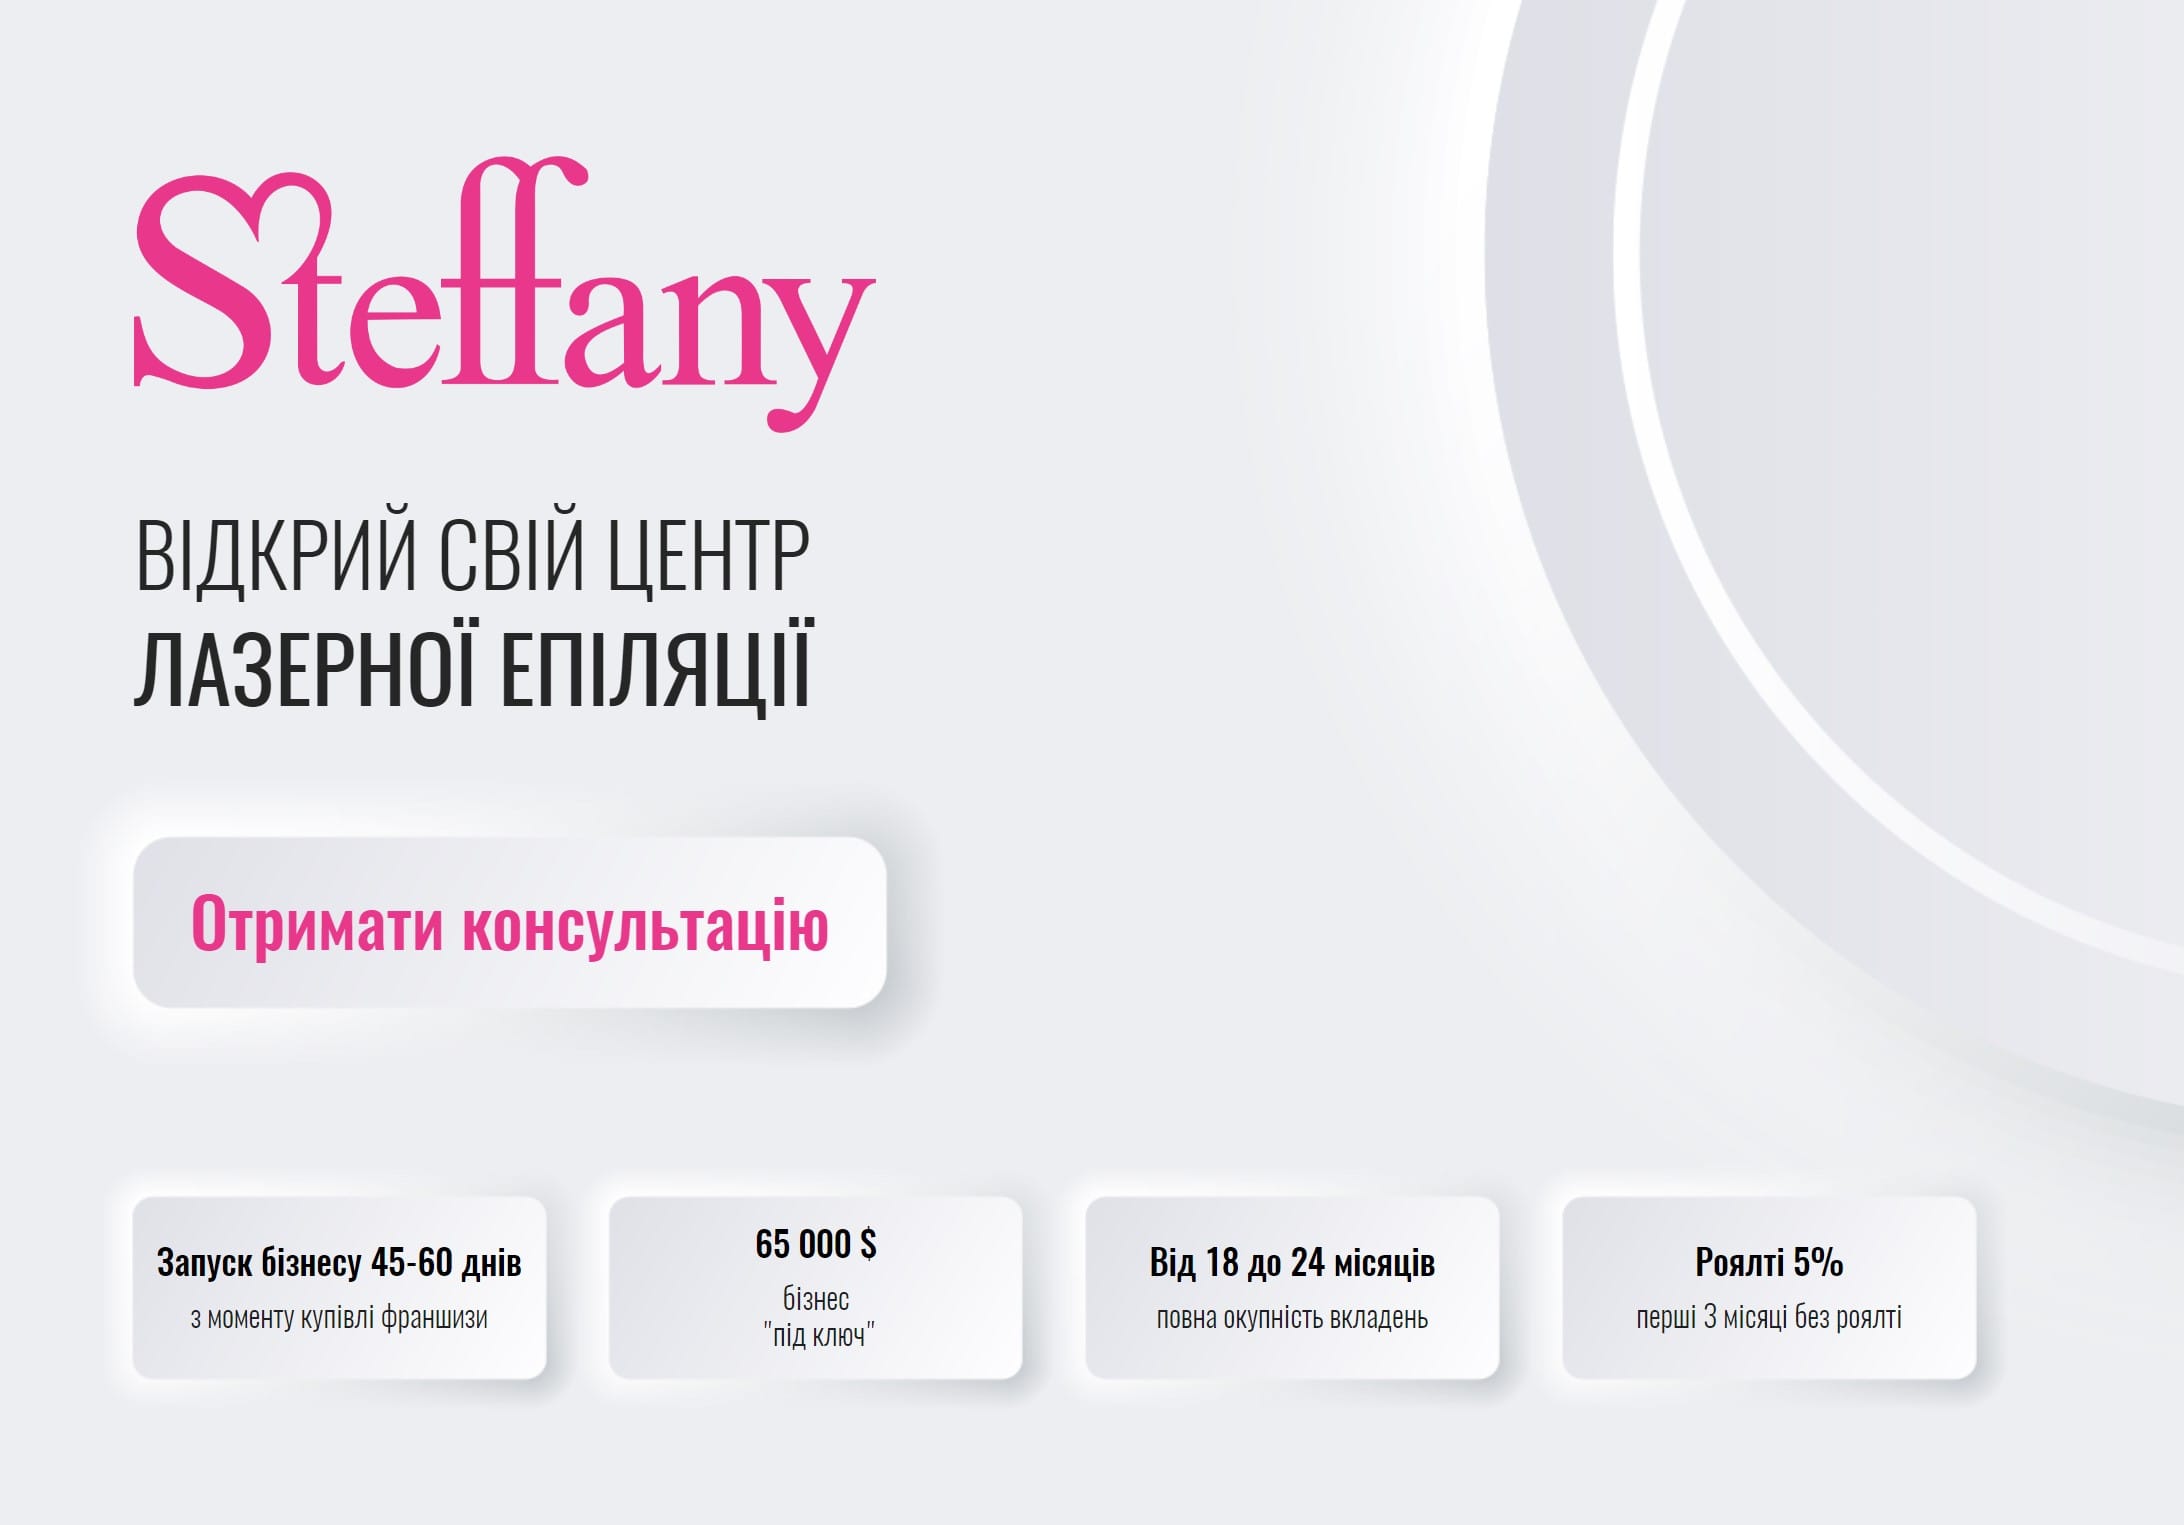 Steffany
ВІДКРИЙ СВІЙ ЦЕНТР
ЛАЗЕРНОЇ ЕПІЛЯЦІЇ
Отримати консультацію
Запуск бізнесу 45-60 днів
з моменту купівлі франшизи
65 000 $
бізнес
"під ключ"
Від 18 до 24 місяців
повна окупність вкладень
Роялті 5%
перші 3 місяці без роялті